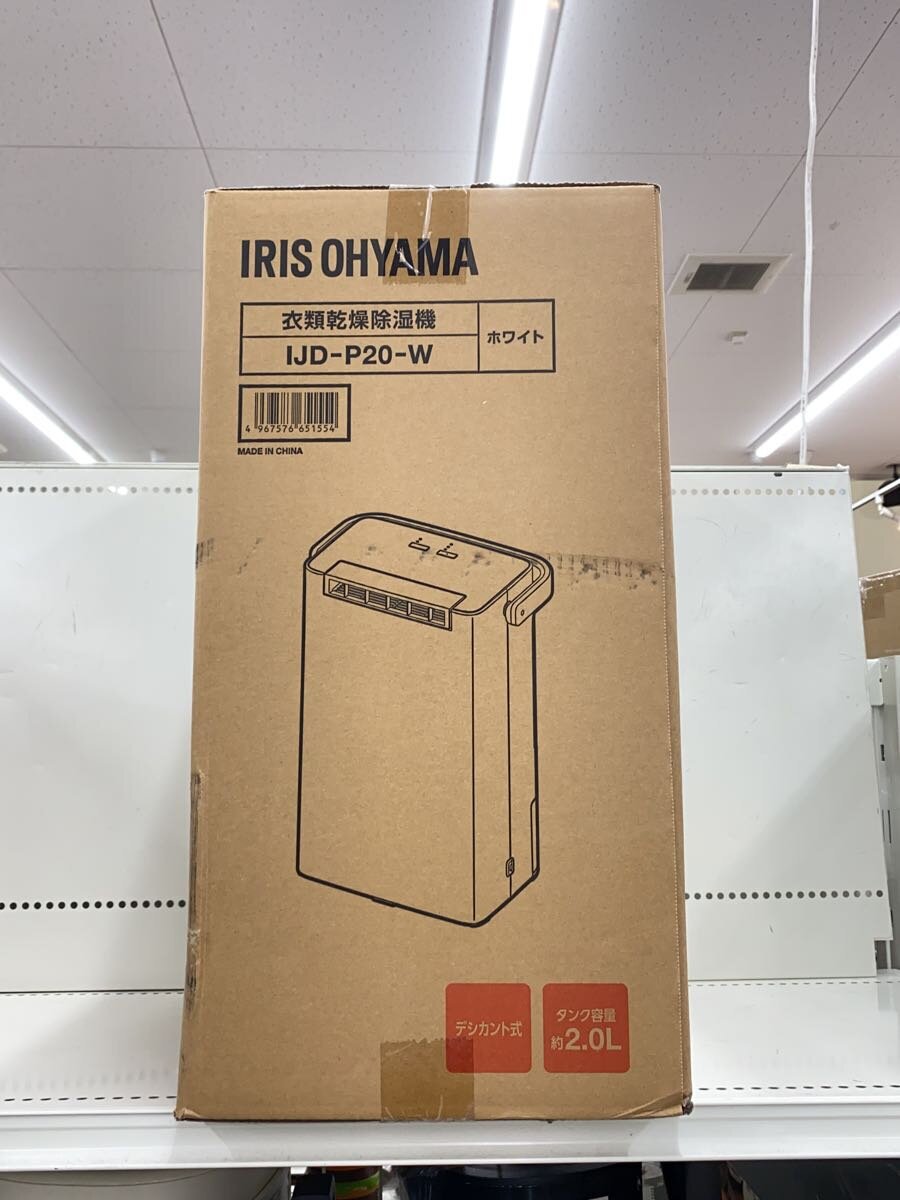 IRIS OHYAMA
衣類乾燥除湿機
IJD-P20-W
ホワイト
4 967576 651554
MADE IN CHINA
デシカント式
タンク容量
約2.0L